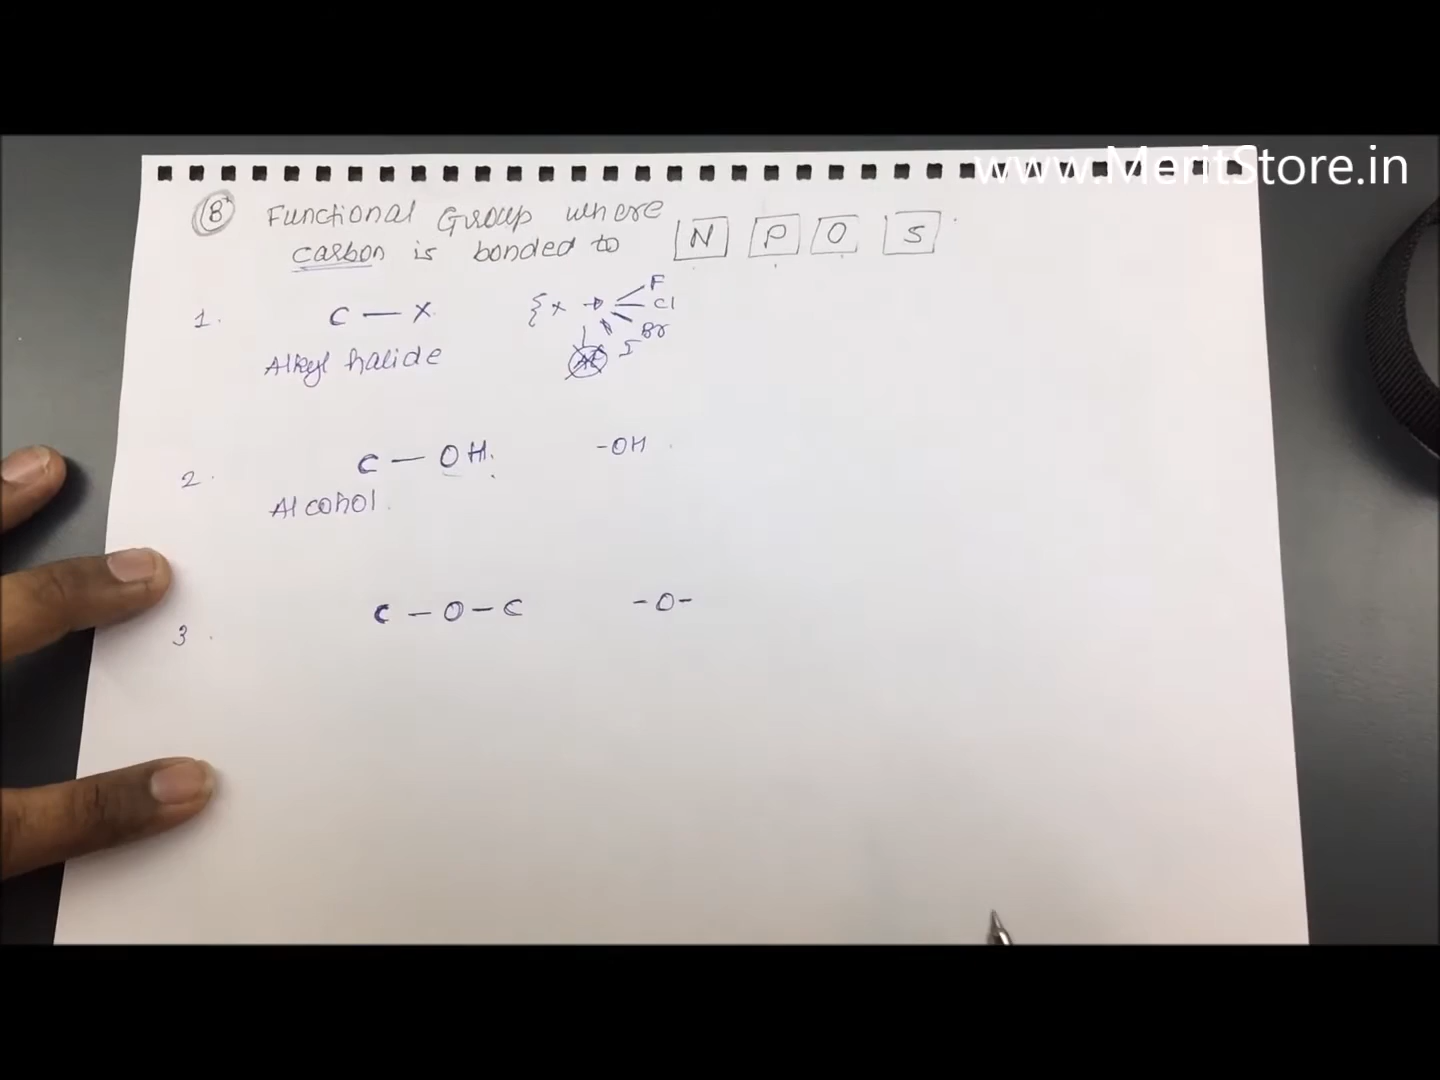 www.MeritStore.in
B Functional Group where
carbon is bonded to N P O S
1. C — X { X → F
Cl
Br
I
Alkyl halide
2. C — OH. -OH
Alcohol.
3. C — O — C -O-